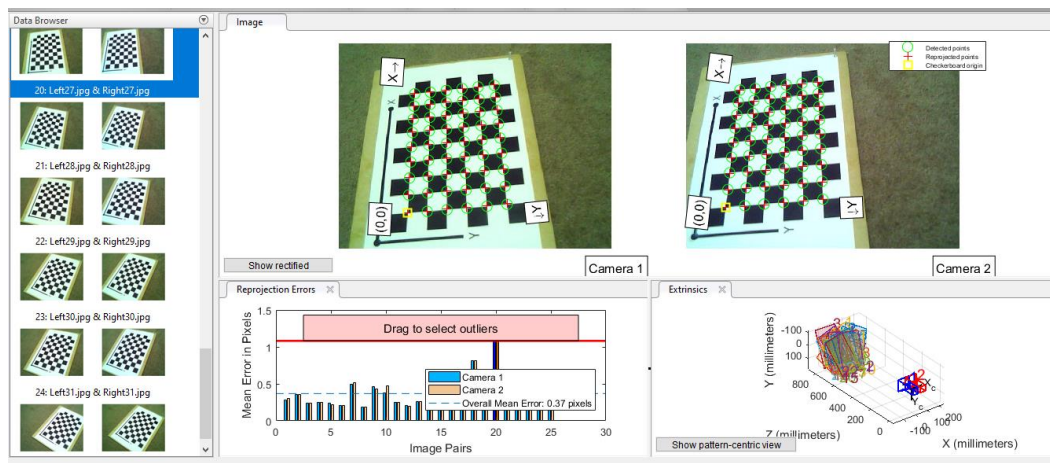 Data Browser
20: Left27.jpg & Right27.jpg
21: Left28.jpg & Right28.jpg
22: Left29.jpg & Right29.jpg
23: Left30.jpg & Right30.jpg
24: Left31.jpg & Right31.jpg
Image
X→
X
(0,0)
Y
Y→
Show rectified
Camera 1
X→
X
(0,0)
Y
Y→
Detected points
Reprojected points
Checkerboard origin
Camera 2
Reprojection Errors
Mean Error in Pixels
1.5
1
0.5
0
Drag to select outliers
Camera 1
Camera 2
Overall Mean Error: 0.37 pixels
0 5 10 15 20 25 30
Image Pairs
Extrinsics
Y (millimeters)
-100
0
100
800
600
400
200
0
Z (millimeters)
-100
0
200
X (millimeters)
Show pattern-centric view